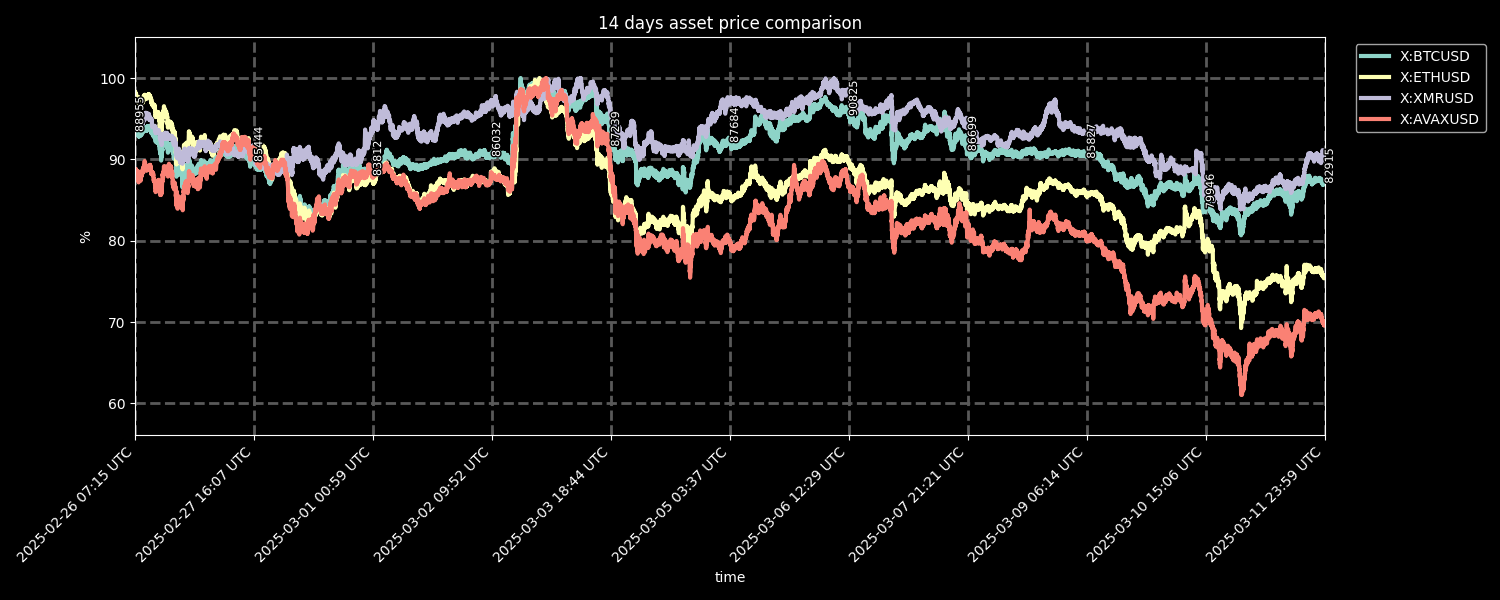 14 days asset price comparison
X:BTCUSD
X:ETHUSD
X:XMRUSD
X:AVAXUSD
100
90
80
70
60
%
88955
85444
83812
86032
87239
87684
90825
86699
85827
79946
82915
2025-02-26 07:15 UTC
2025-02-27 16:07 UTC
2025-03-01 00:59 UTC
2025-03-02 09:52 UTC
2025-03-03 18:44 UTC
2025-03-05 03:37 UTC
2025-03-06 12:29 UTC
2025-03-07 21:21 UTC
2025-03-09 06:14 UTC
2025-03-10 15:06 UTC
2025-03-11 23:59 UTC
time